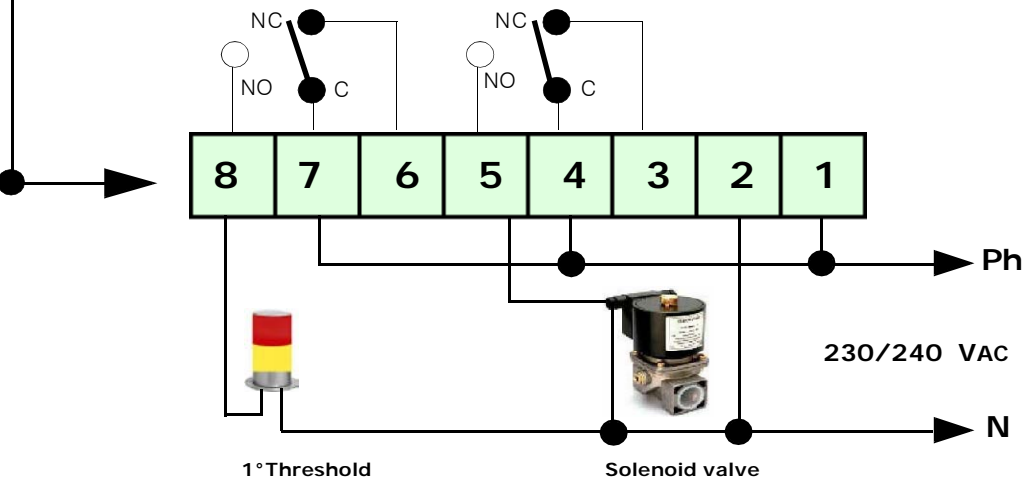 NC NC
NO C NO C
8 7 6 5 4 3 2 1
Ph
230/240 VAC
N
1°Threshold Solenoid valve